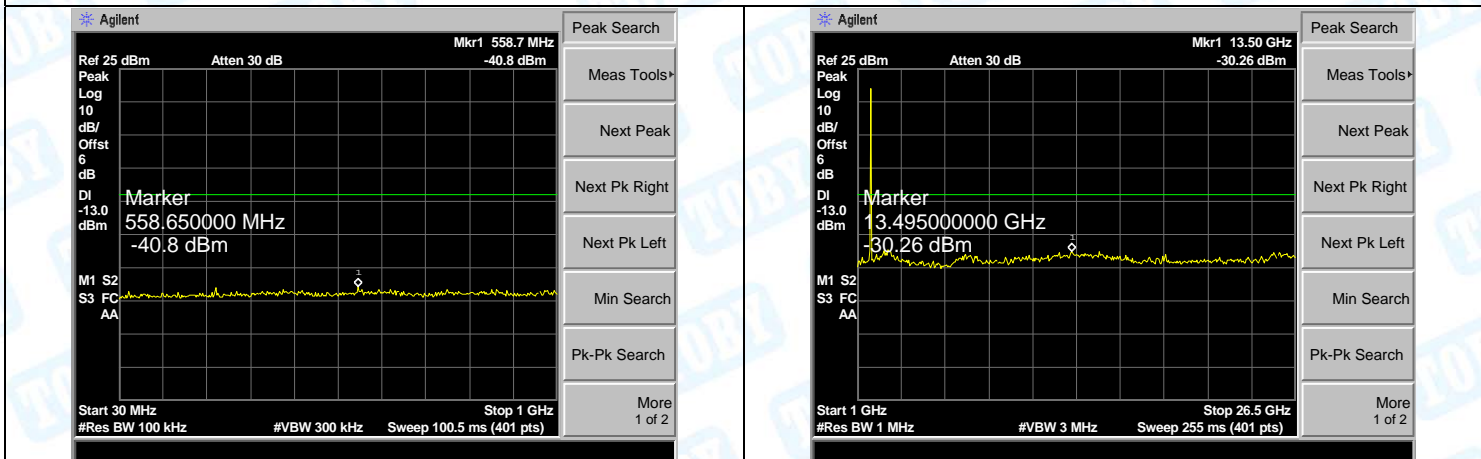 Agilent
Peak Search
Mkr1 558.7 MHz
Ref 25 dBm Atten 30 dB -40.8 dBm
Peak
Log
10
dB/
Offst
6
dB
DI
-13.0
dBm
Marker
558.650000 MHz
-40.8 dBm
1
M1 S2
S3 FC
AA
Start 30 MHz Stop 1 GHz
#Res BW 100 kHz #VBW 300 kHz Sweep 100.5 ms (401 pts)
Meas Tools
Next Peak
Next Pk Right
Next Pk Left
Min Search
Pk-Pk Search
More
1 of 2
Agilent
Peak Search
Mkr1 13.50 GHz
Ref 25 dBm Atten 30 dB -30.26 dBm
Peak
Log
10
dB/
Offst
6
dB
DI
-13.0
dBm
Marker
13.495000000 GHz
-30.26 dBm
1
M1 S2
S3 FC
AA
Start 1 GHz Stop 26.5 GHz
#Res BW 1 MHz #VBW 3 MHz Sweep 255 ms (401 pts)
Meas Tools
Next Peak
Next Pk Right
Next Pk Left
Min Search
Pk-Pk Search
More
1 of 2
TOBY